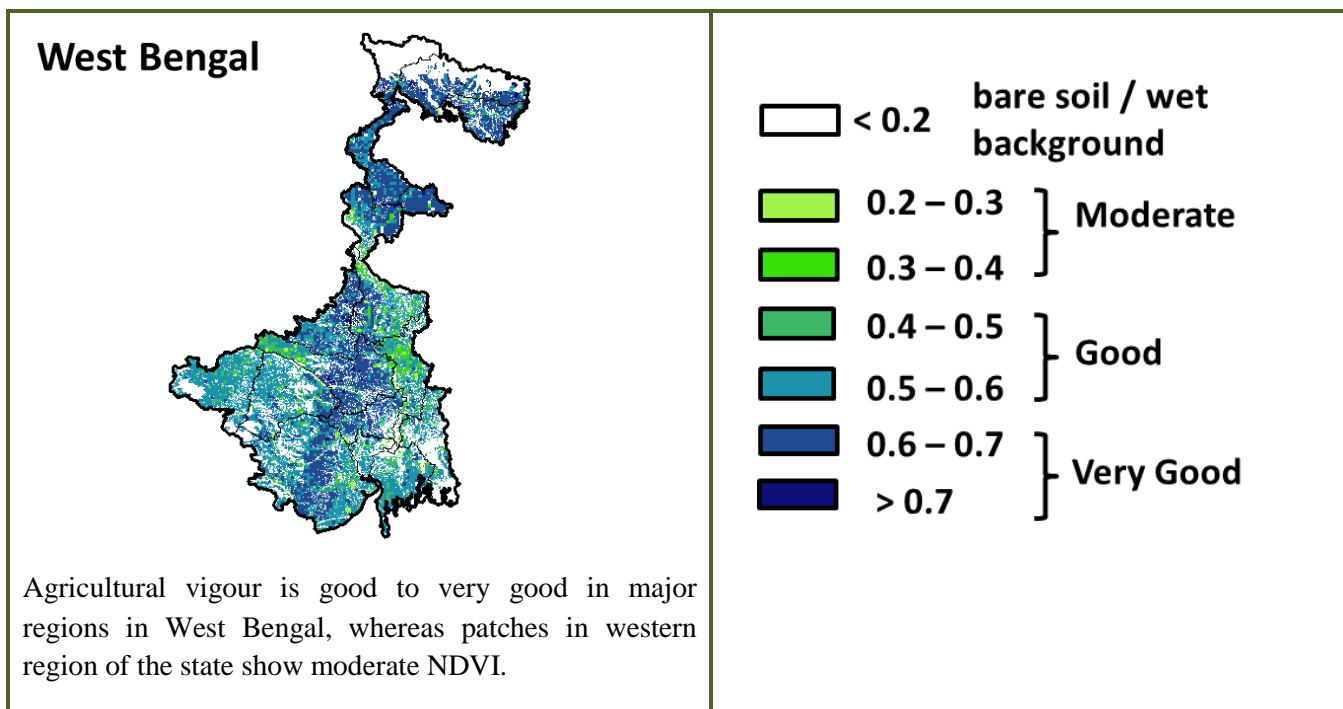 West Bengal
Agricultural vigour is good to very good in major
regions in West Bengal, whereas patches in western
region of the state show moderate NDVI.
< 0.2 bare soil / wet
background
0.2 – 0.3
Moderate
0.3 – 0.4
0.4 – 0.5
Good
0.5 – 0.6
0.6 – 0.7
Very Good
> 0.7